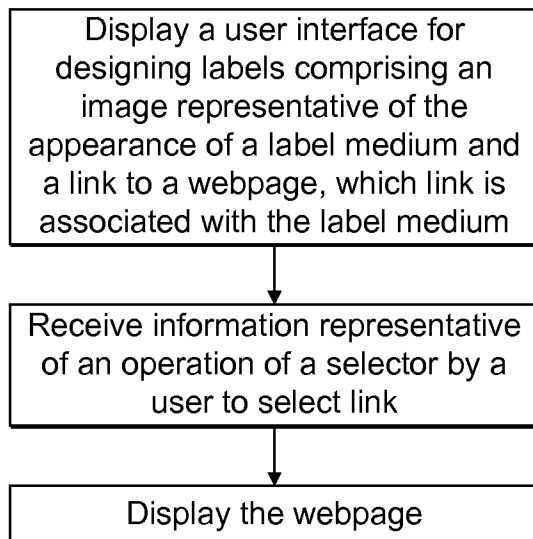 Display a user interface for
designing labels comprising an
image representative of the
appearance of a label medium and
a link to a webpage, which link is
associated with the label medium
Receive information representative
of an operation of a selector by a
user to select link
Display the webpage